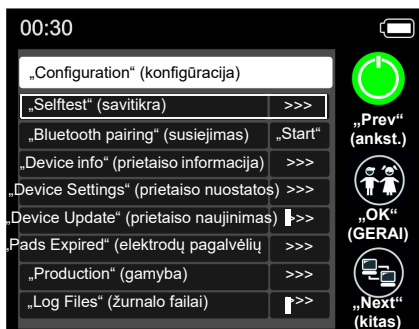 00:30
„Configuration“ (konfigūracija)
„Selftest“ (savitikra) >>>
„Bluetooth pairing“ (susiejimas) „Start“
„Device info“ (prietaiso informacija) >>>
„Device Settings“ (prietaiso nuostatos) >>>
„Device Update“ (prietaiso naujinimas) >>>
„Pads Expired“ (elektrodų pagalvėlių >>>
„Production“ (gamyba) >>>
„Log Files“ (žurnalo failai) >>>
„Prev“
(ankst.)
„OK“
(GERAI)
„Next“
(kitas)